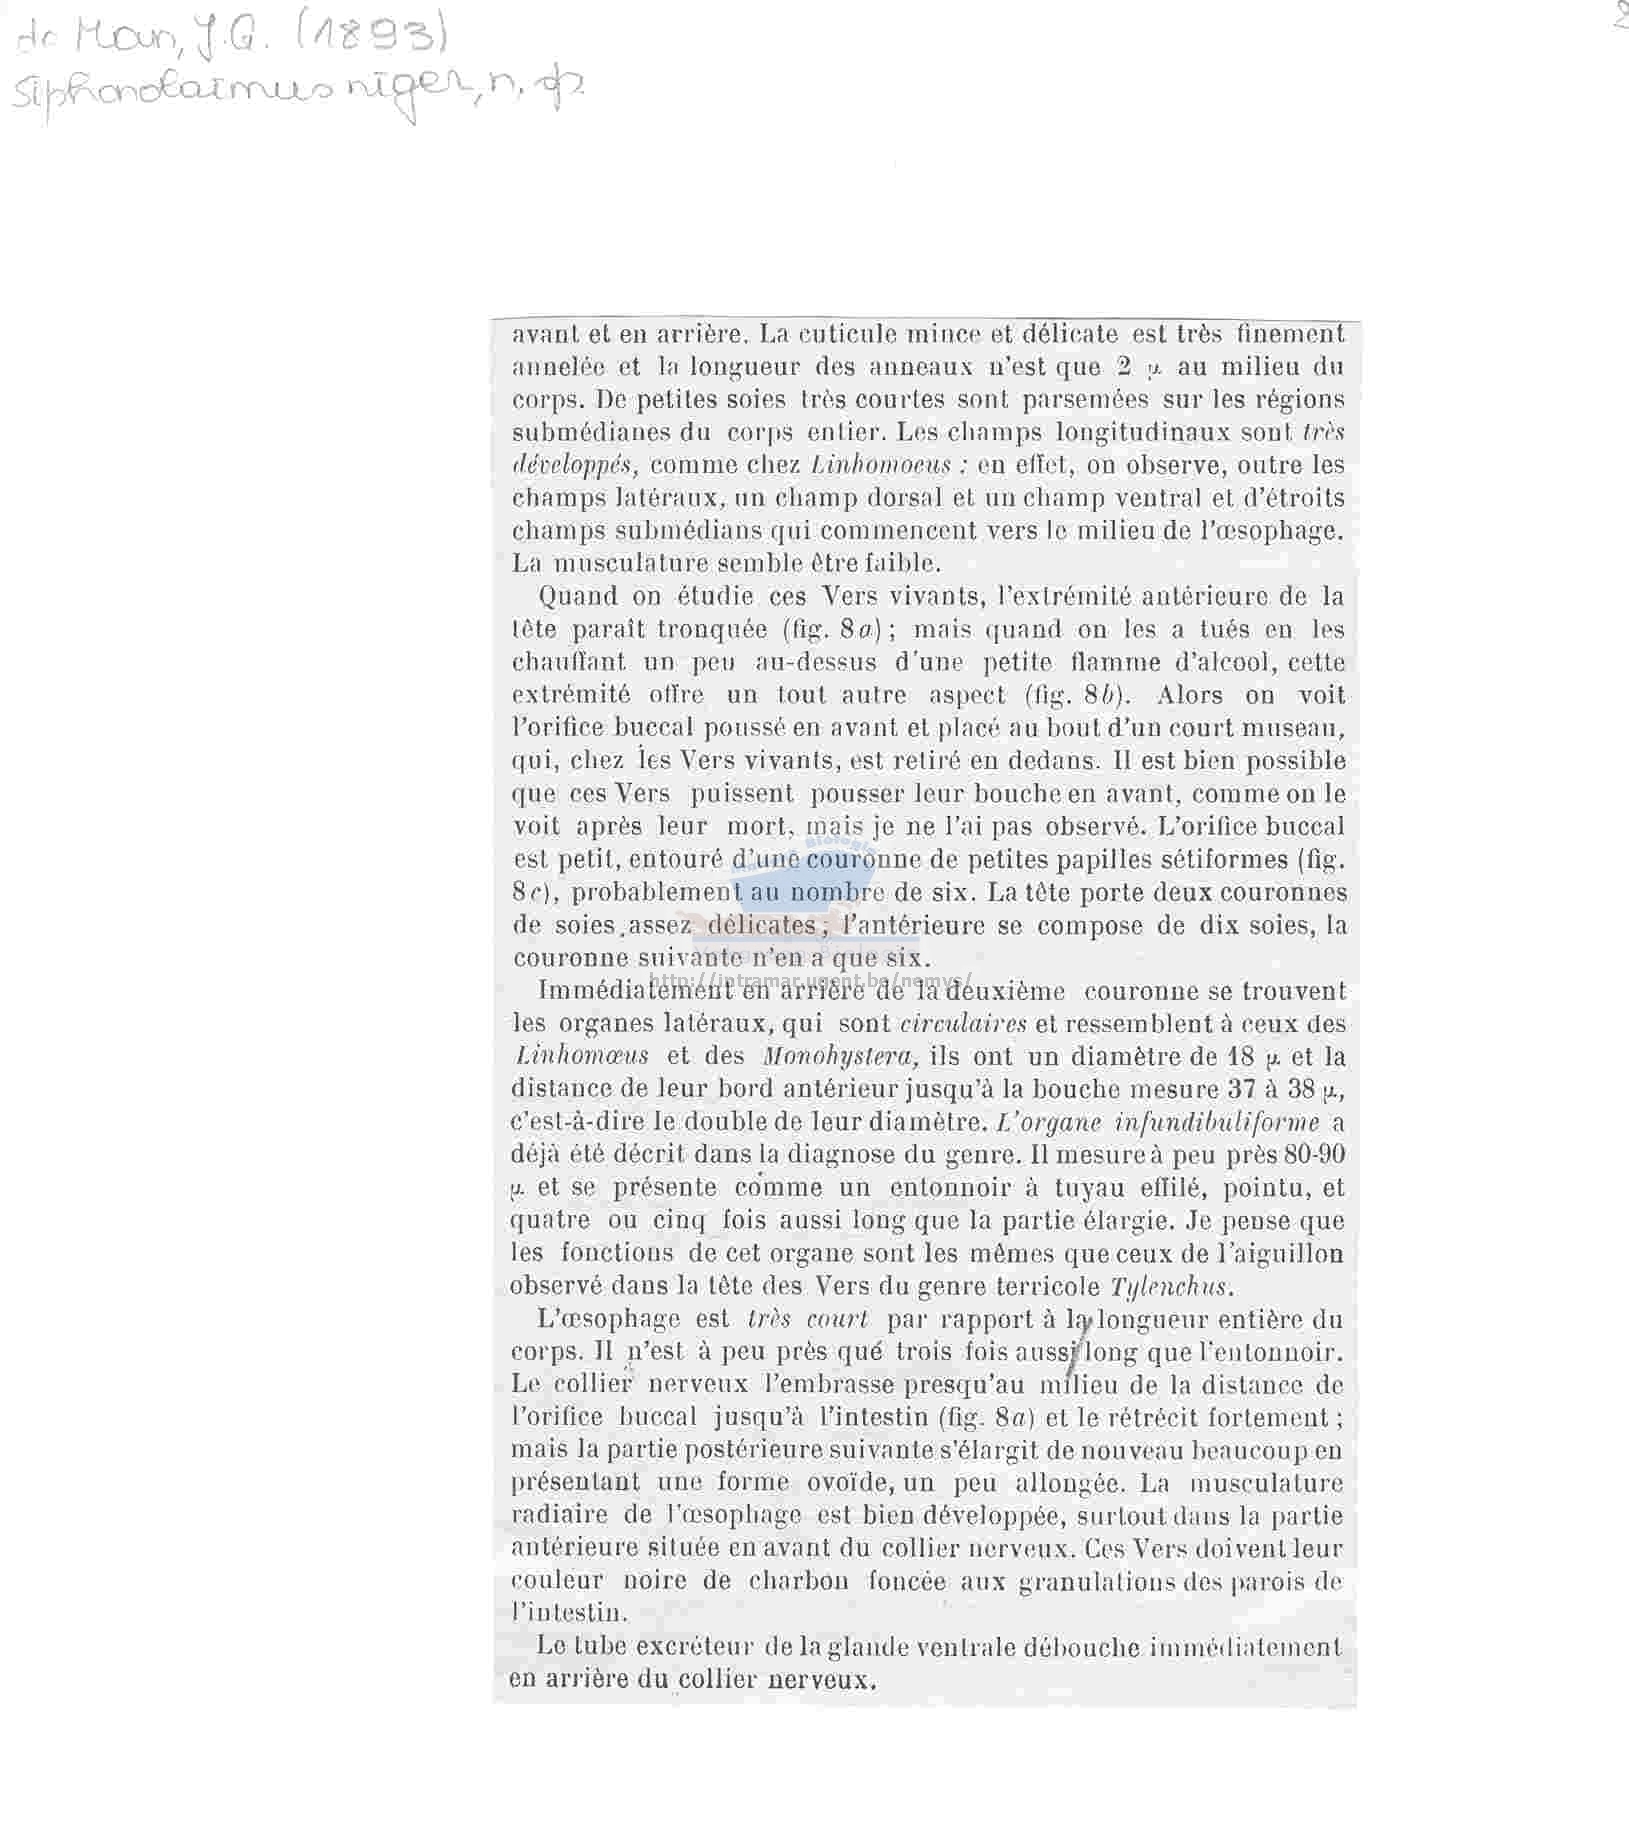 de Man, J.G. (1893)
Siphonolaimus niger, n. sp.
avant et en arrière. La cuticule mince et délicate est très finement
annelée et la longueur des anneaux n'est que 2 μ au milieu du
corps. De petites soies très courtes sont parsemées sur les régions
submédianes du corps entier. Les champs longitudinaux sont très
développés, comme chez Linhomoeus : en effet, on observe, outre les
champs latéraux, un champ dorsal et un champ ventral et d'étroits
champs submédians qui commencent vers le milieu de l'œsophage.
La musculature semble être faible.
Quand on étudie ces Vers vivants, l'extrémité antérieure de la
tête paraît tronquée (fig. 8a) ; mais quand on les a tués en les
chauffant un peu au-dessus d'une petite flamme d'alcool, cette
extrémité offre un tout autre aspect (fig. 8b). Alors on voit
l'orifice buccal poussé en avant et placé au bout d'un court museau,
qui, chez les Vers vivants, est retiré en dedans. Il est bien possible
que ces Vers puissent pousser leur bouche en avant, comme on le
voit après leur mort, mais je ne l'ai pas observé. L'orifice buccal
est petit, entouré d'une couronne de petites papilles sétiformes (fig.
8c), probablement au nombre de six. La tête porte deux couronnes
de soies assez délicates ; l'antérieure se compose de dix soies, la
couronne suivante n'en a que six.
http://intramar.ugent.be/nemys/
Immédiatement en arrière de la deuxième couronne se trouvent
les organes latéraux, qui sont circulaires et ressemblent à ceux des
Linhomœus et des Monohystera, ils ont un diamètre de 18 μ et la
distance de leur bord antérieur jusqu'à la bouche mesure 37 à 38 μ,
c'est-à-dire le double de leur diamètre. L'organe infundibuliforme a
déjà été décrit dans la diagnose du genre. Il mesure à peu près 80-90
μ et se présente comme un entonnoir à tuyau effilé, pointu, et
quatre ou cinq fois aussi long que la partie élargie. Je pense que
les fonctions de cet organe sont les mêmes que ceux de l'aiguillon
observé dans la tête des Vers du genre terricole Tylenchus.
L'œsophage est très court par rapport à la longueur entière du
corps. Il n'est à peu près qué trois fois aussi long que l'entonnoir.
Le collier nerveux l'embrasse presqu'au milieu de la distance de
l'orifice buccal jusqu'à l'intestin (fig. 8a) et le rétrécit fortement ;
mais la partie postérieure suivante s'élargit de nouveau beaucoup en
présentant une forme ovoïde, un peu allongée. La musculature
radiaire de l'œsophage est bien développée, surtout dans la partie
antérieure située en avant du collier nerveux. Ces Vers doivent leur
couleur noire de charbon foncée aux granulations des parois de
l'intestin.
Le tube excréteur de la glande ventrale débouche immédiatement
en arrière du collier nerveux.